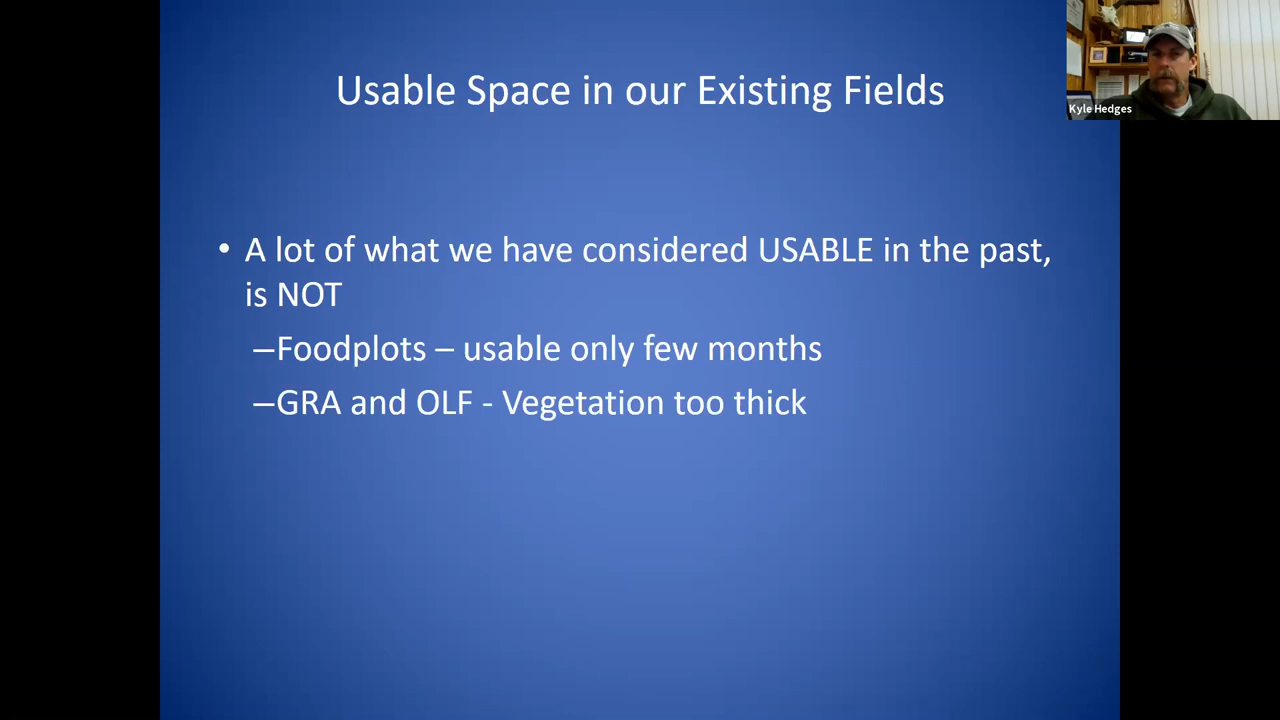 Usable Space in our Existing Fields
Kyle Hedges
• A lot of what we have considered USABLE in the past,
is NOT
–Foodplots – usable only few months
–GRA and OLF - Vegetation too thick